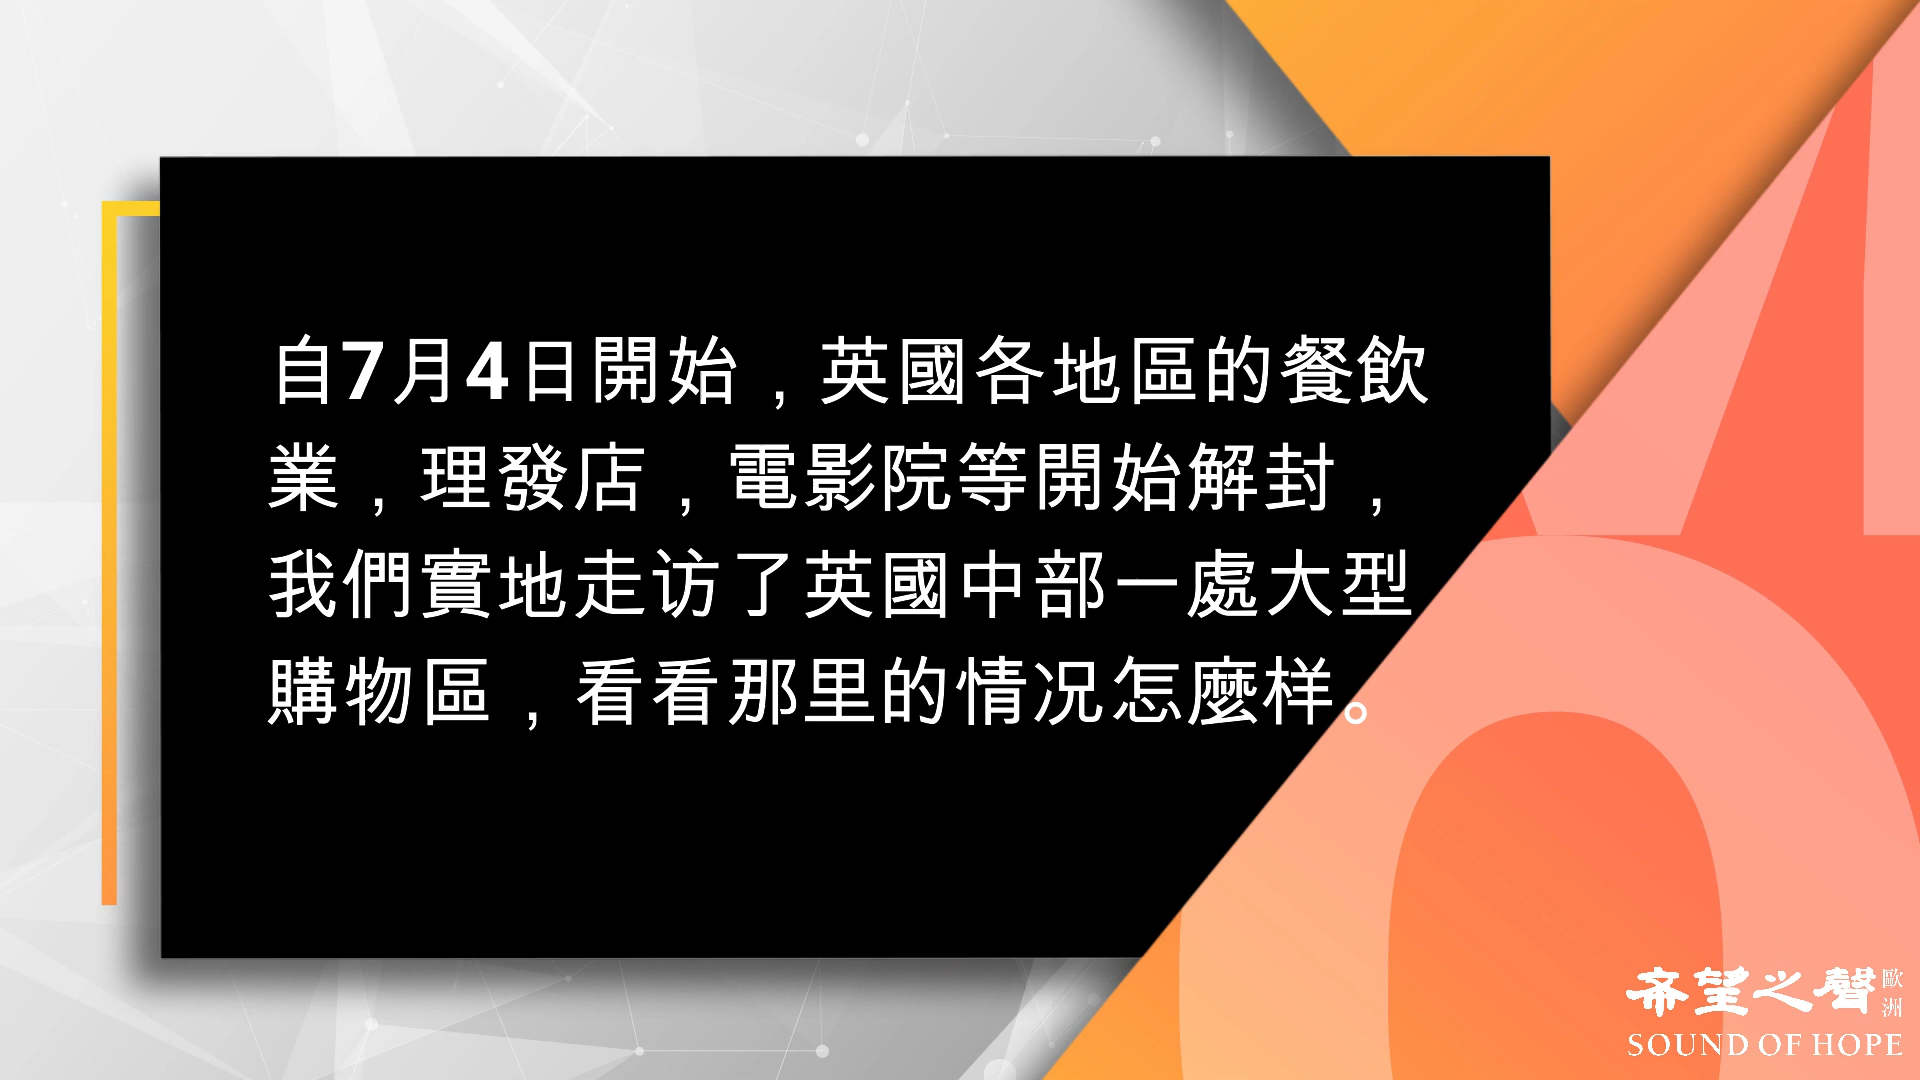 自7月4日開始，英國各地區的餐飲
業，理發店，電影院等開始解封，
我們實地走访了英國中部一處大型
購物區，看看那里的情况怎麼样。
希望之聲 歐洲
SOUND OF HOPE